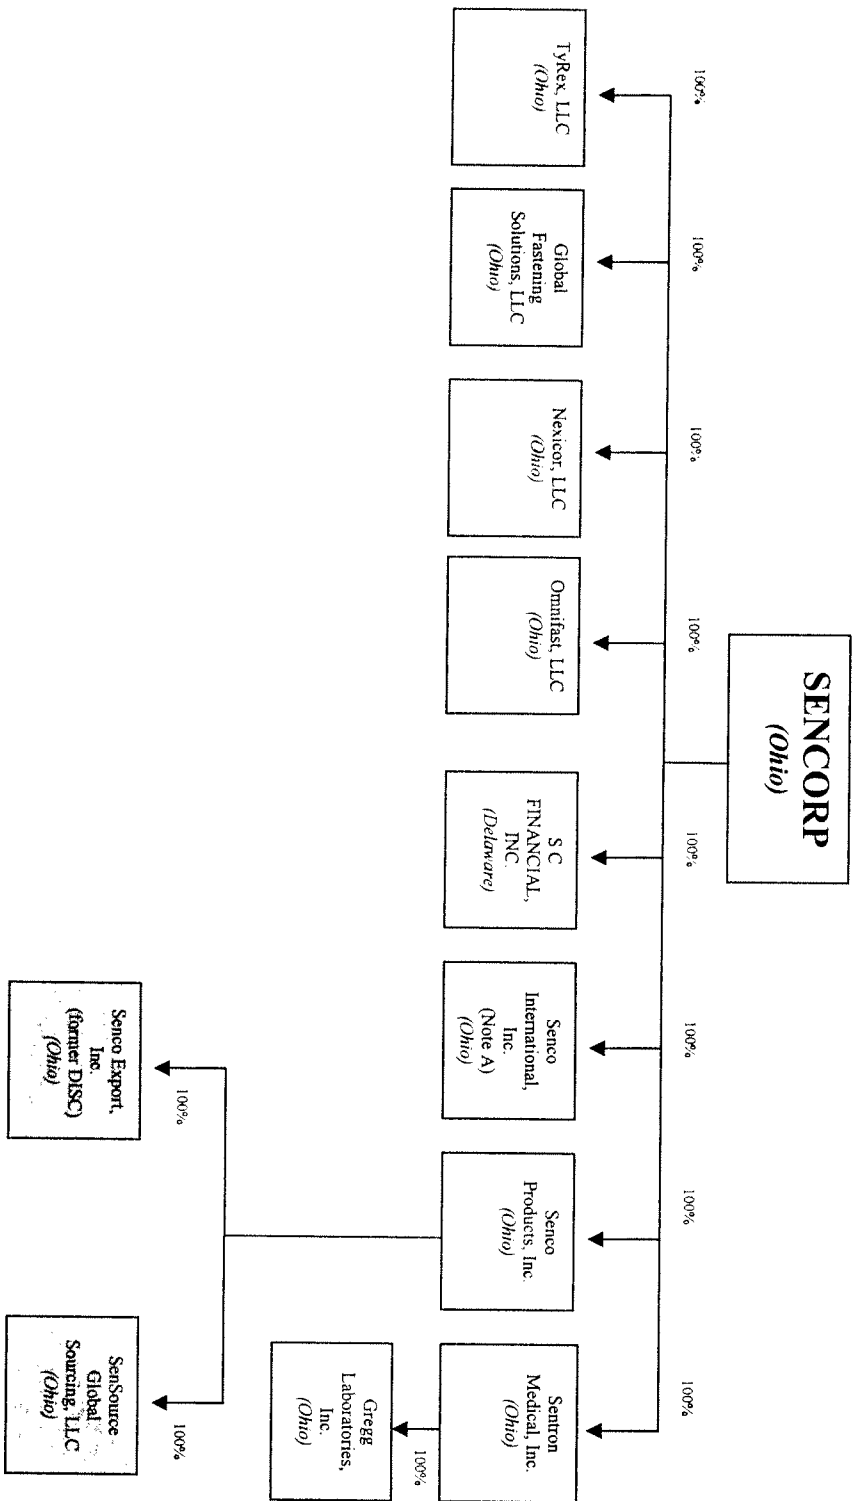 SENCORP
(Ohio)
100%
100%
100%
100%
100%
100%
100%
100%
TyRex, LLC
(Ohio)
Global
Fastening
Solutions, LLC
(Ohio)
Nexicor, LLC
(Ohio)
Omnifast, LLC
(Ohio)
S C
FINANCIAL,
INC.
(Delaware)
Senco
International,
Inc.
(Note A)
(Ohio)
Senco
Products, Inc.
(Ohio)
Sentron
Medical, Inc.
(Ohio)
100%
Gregg
Laboratories,
Inc.
(Ohio)
100%
100%
Senco Export,
Inc.
(former DISC)
(Ohio)
SenSource
Global
Sourcing, LLC
(Ohio)